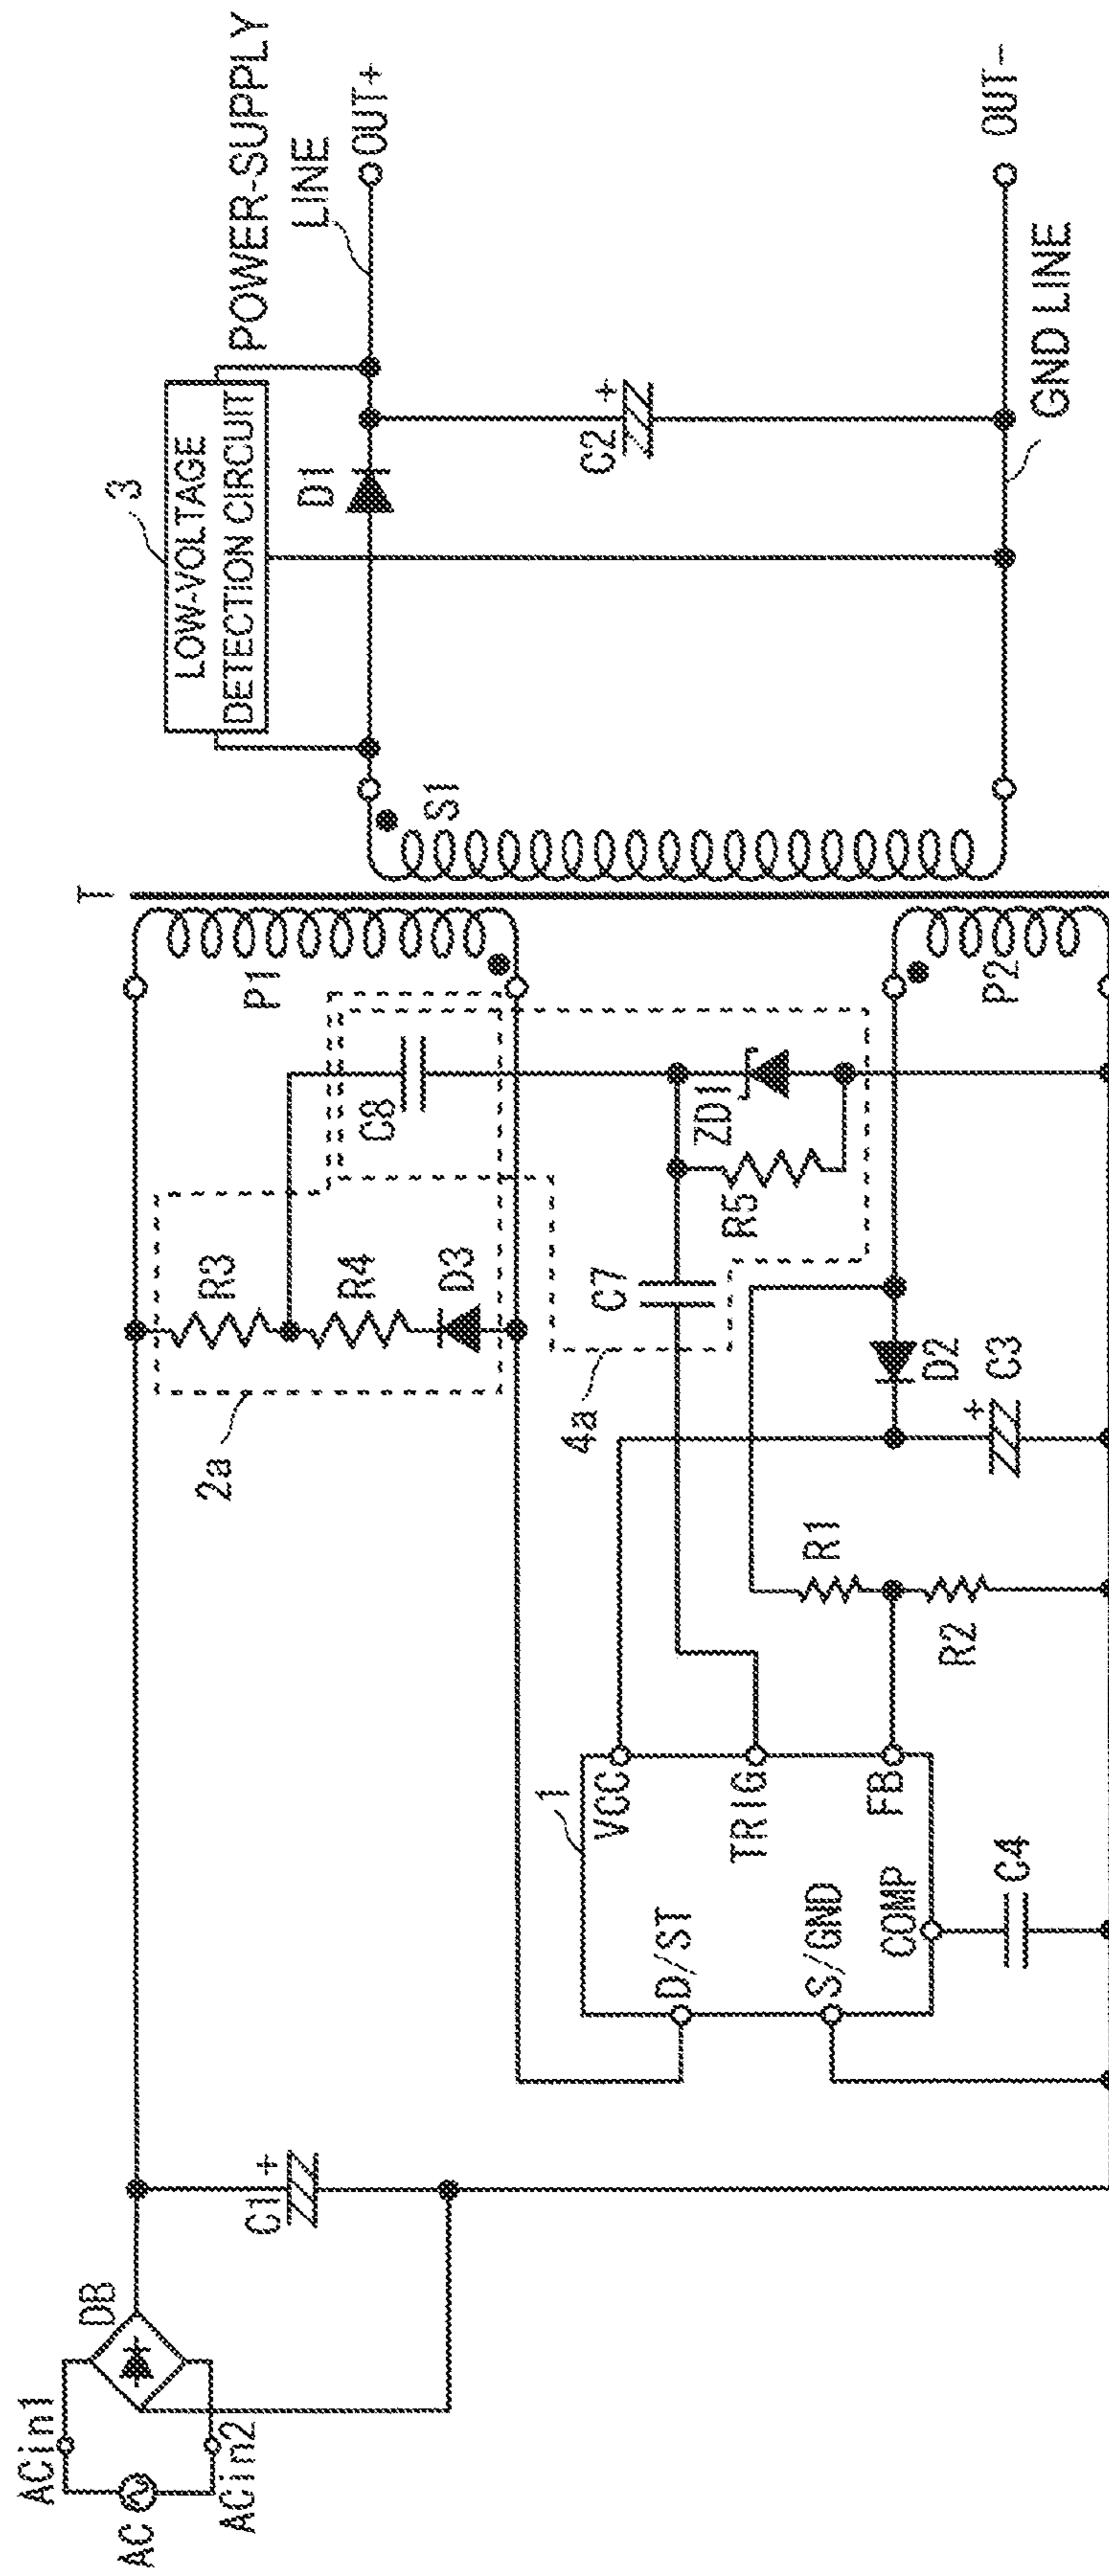 ACin1
AC
ACin2
DB
C1
+
T
P1
R3
R4
D3
C8
2a
4a
C7
R5
ZD1
P2
D2
C3
+
R1
R2
1
VCC
TRIG
FB
D/ST
S/GND
COMP
C4
S1
3
LOW-VOLTAGE
DETECTION CIRCUIT
D1
C2
+
POWER-SUPPLY
LINE
OUT+
OUT-
GND LINE